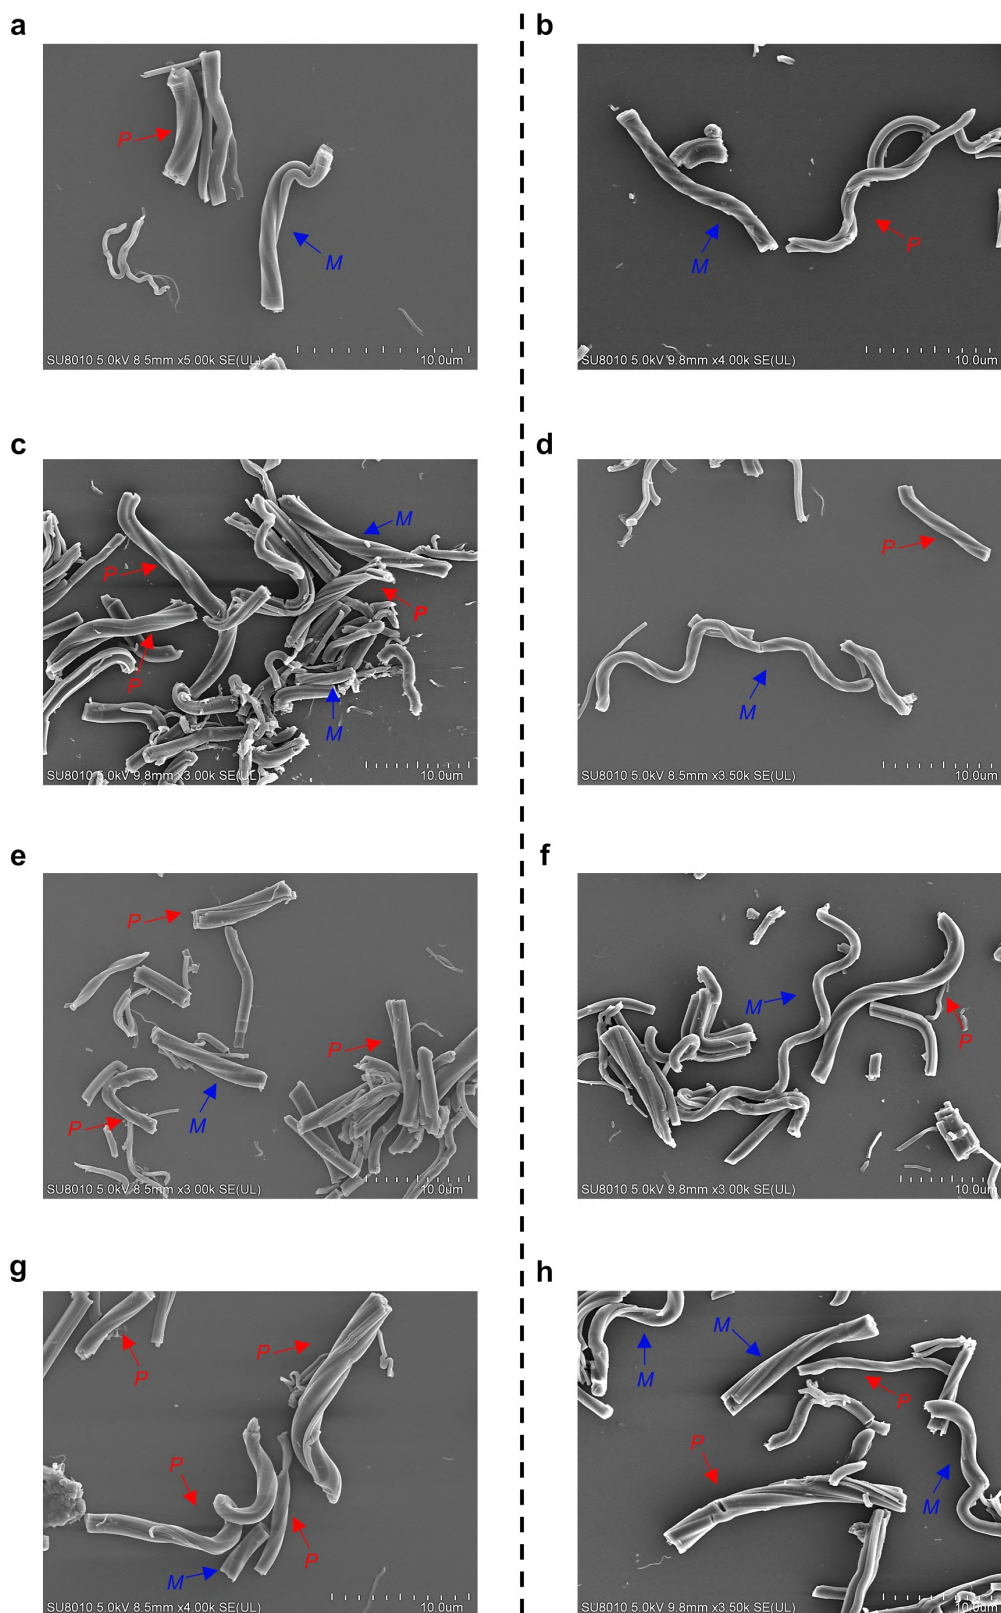 a
P
M
SU8010 5.0kV 8.5mm x5.00k SE(UL)
10.0um
b
M
P
SU8010 5.0kV 9.8mm x4.00k SE(UL)
10.0um
c
M
P
P
P
M
SU8010 5.0kV 9.8mm x3.00k SE(UL)
10.0um
d
P
M
SU8010 5.0kV 8.5mm x3.50k SE(UL)
10.0um
e
P
P
P
M
SU8010 5.0kV 8.5mm x3.00k SE(UL)
10.0um
f
M
P
SU8010 5.0kV 9.8mm x3.00k SE(UL)
10.0um
g
P
P
P
P
M
SU8010 5.0kV 8.5mm x4.00k SE(UL)
10.0um
h
M
M
P
P
M
SU8010 5.0kV 9.8mm x3.50k SE(UL)
10.0um